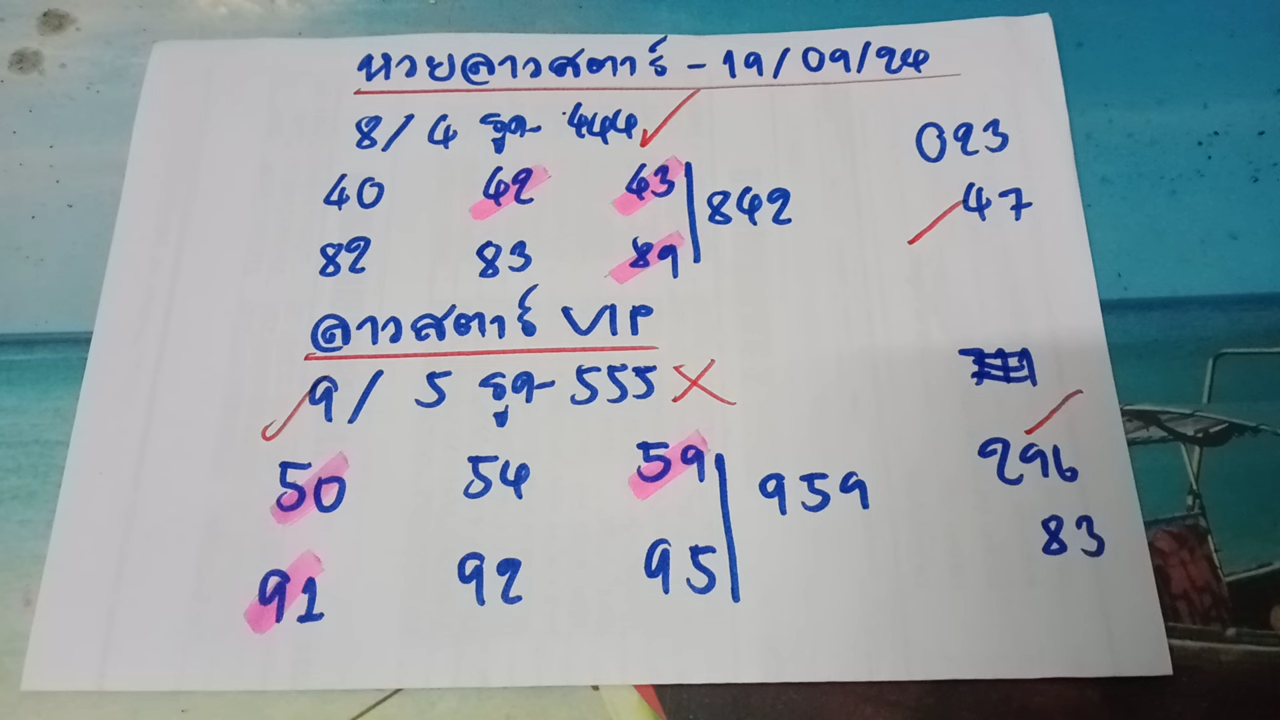 หวยลาวสตาร์ - 19/09/24
8/4 รูด 444
023
40 42 43 842
47
82 83 89
ลาวสตาร์ VIP
9/ 5 รูด 555
50 54 59 959
296
91 92 95
83